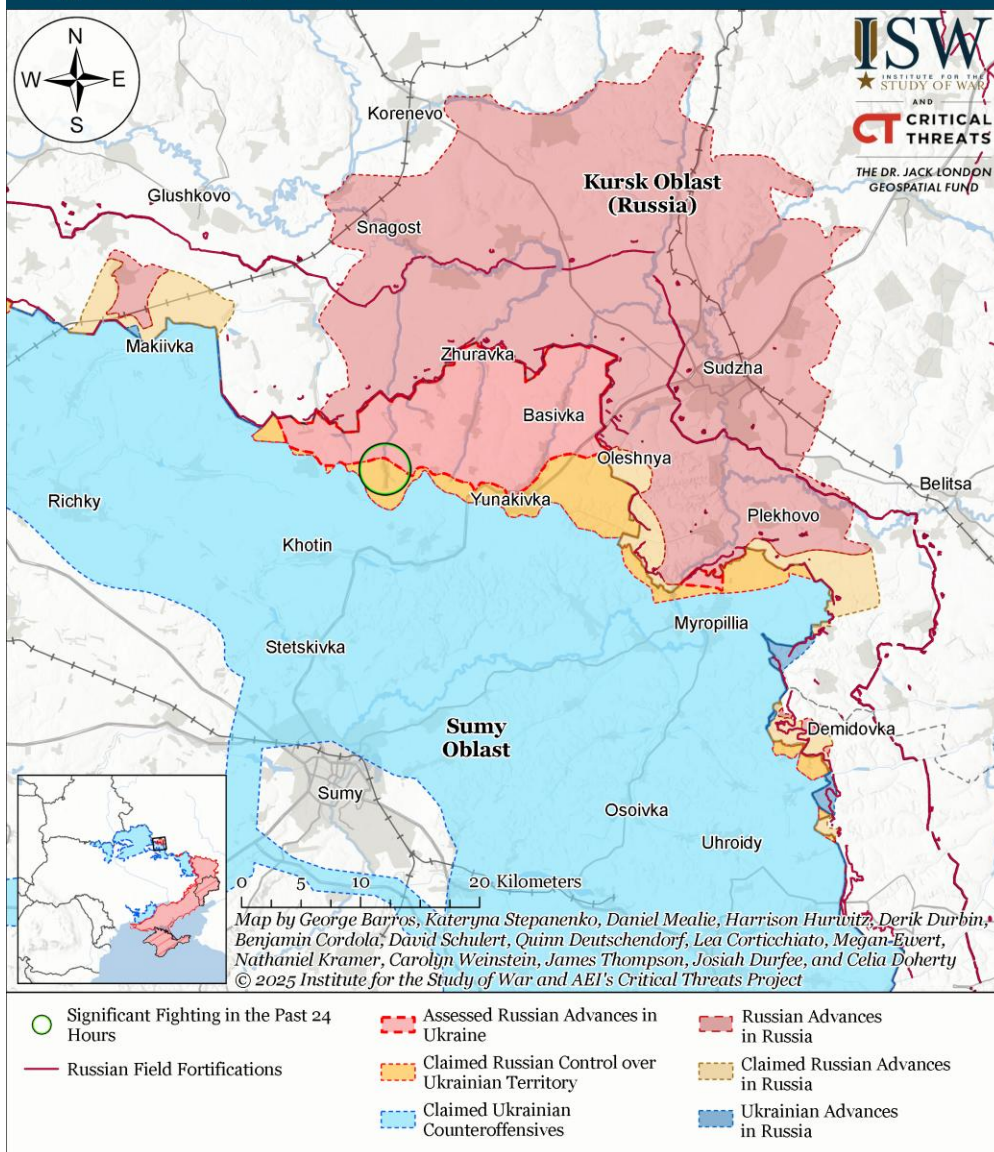 N
W E
S
ISW
INSTITUTE FOR THE
STUDY OF WAR
AND
CT CRITICAL
THREATS
THE DR. JACK LONDON
GEOSPATIAL FUND
Korenevo
Kursk Oblast
(Russia)
Glushkovo
Snagost
Makiivka
Zhuravka
Sudzha
Basivka
Oleshnya
Belitsa
Richky
Yunakivka
Plekhovo
Khotin
Myropillia
Stetskivka
Sumy
Oblast
Demidovka
Sumy
Osoivka
Uhroidy
0 5 10 20 Kilometers
Map by George Barros, Kateryna Stepanenko, Daniel Mealie, Harrison Hurwitz, Derik Durbin,
Benjamin Cordola, David Schulert, Quinn Deutschendorf, Lea Corticchiato, Megan Ewert,
Nathaniel Kramer, Carolyn Weinstein, James Thompson, Josiah Durfee, and Celia Doherty
© 2025 Institute for the Study of War and AEI's Critical Threats Project
Significant Fighting in the Past 24
Hours
Russian Field Fortifications
Assessed Russian Advances in
Ukraine
Claimed Russian Control over
Ukrainian Territory
Claimed Ukrainian
Counteroffensives
Russian Advances
in Russia
Claimed Russian Advances
in Russia
Ukrainian Advances
in Russia